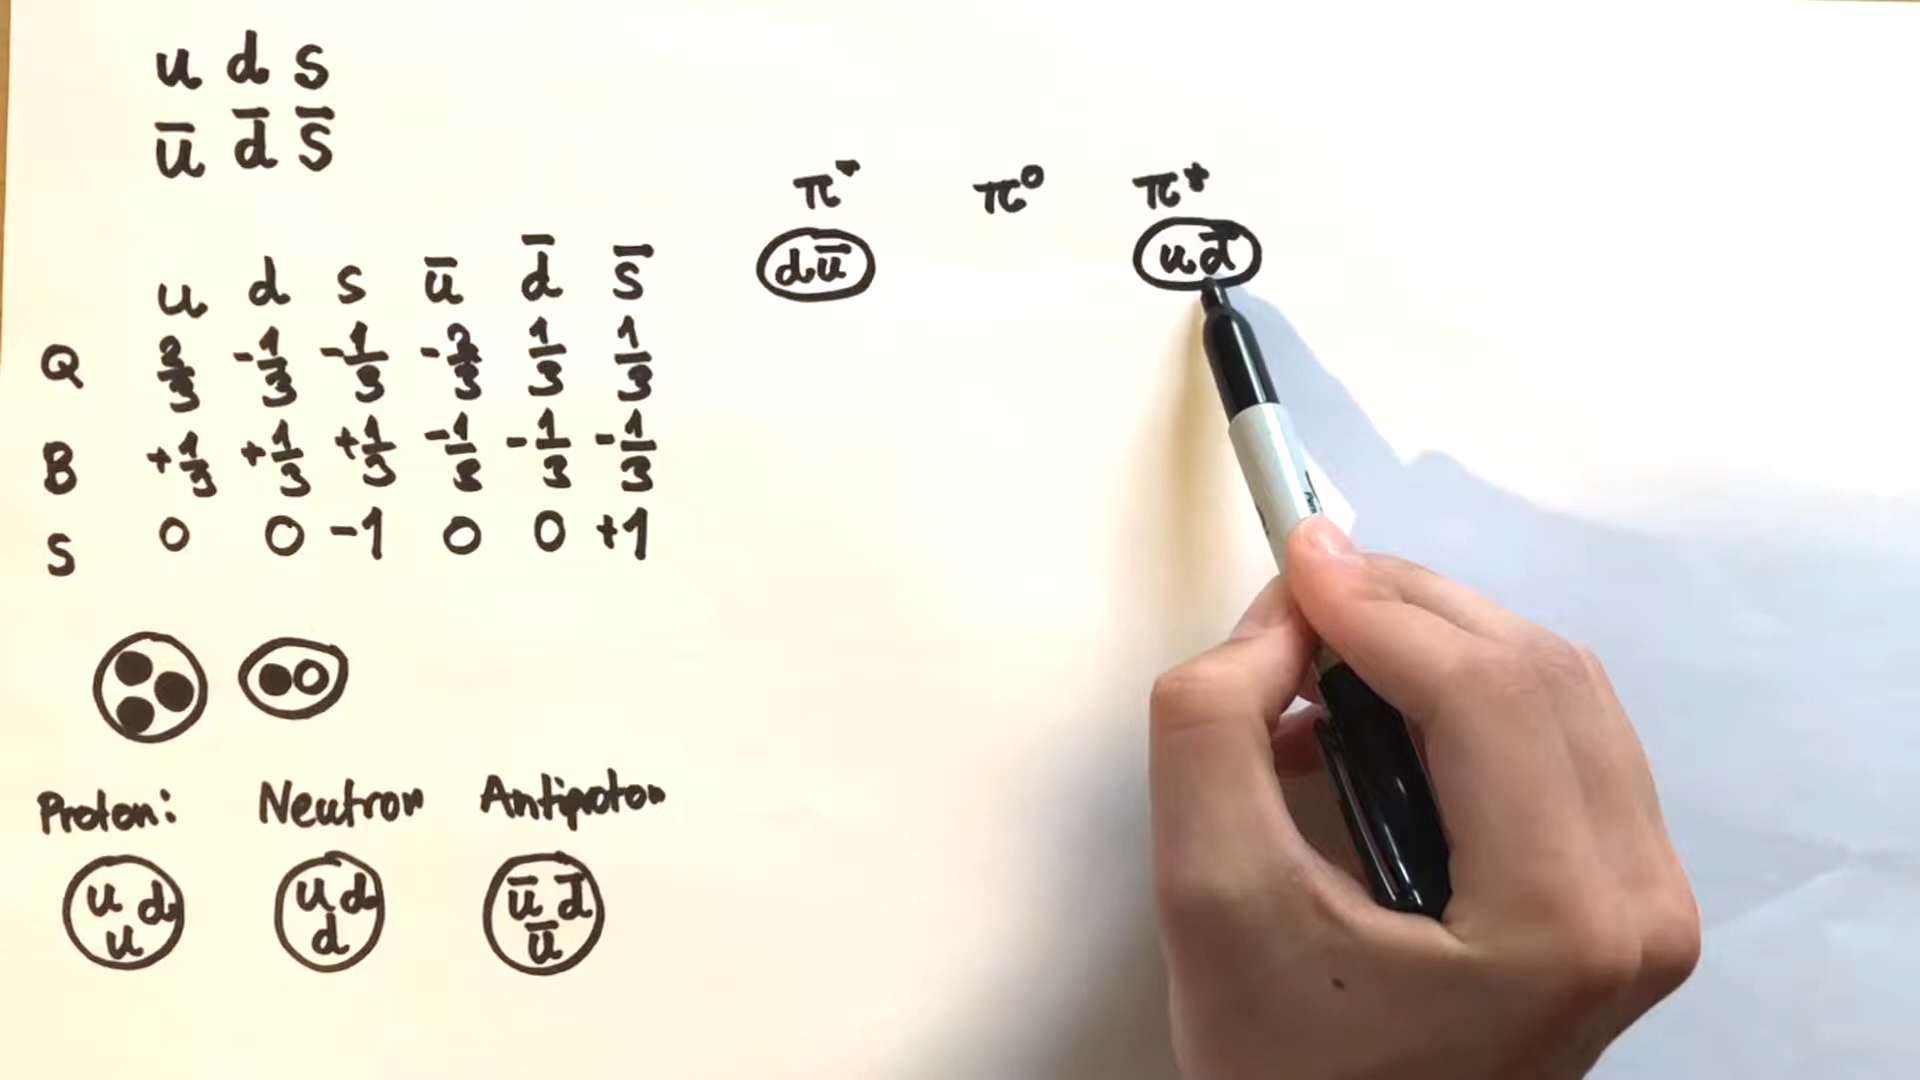 u d s
ū d̄ s̄
u d s ū d̄ s̄
Q 2/3 -1/3 -1/3 -2/3 1/3 1/3
B +1/3 +1/3 +1/3 -1/3 -1/3 -1/3
S 0 0 -1 0 0 +1
Proton: Neutron Antiproton
u d
u
u d
d
ū d̄
ū
π⁻ π⁰ π⁺
dū ud̄